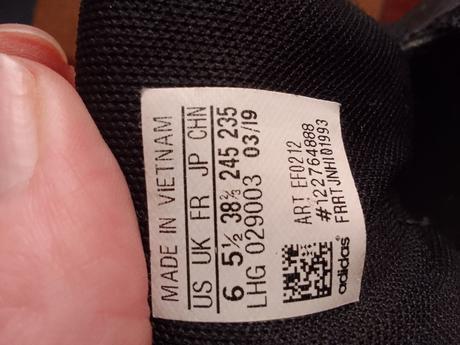 MADE IN VIETNAM
US UK FR JP CHN
6 5½ 38⅔ 245 235
LHG 029003 03/19
ART EF0212
#122764888
FRRTJNHI01993
adidas